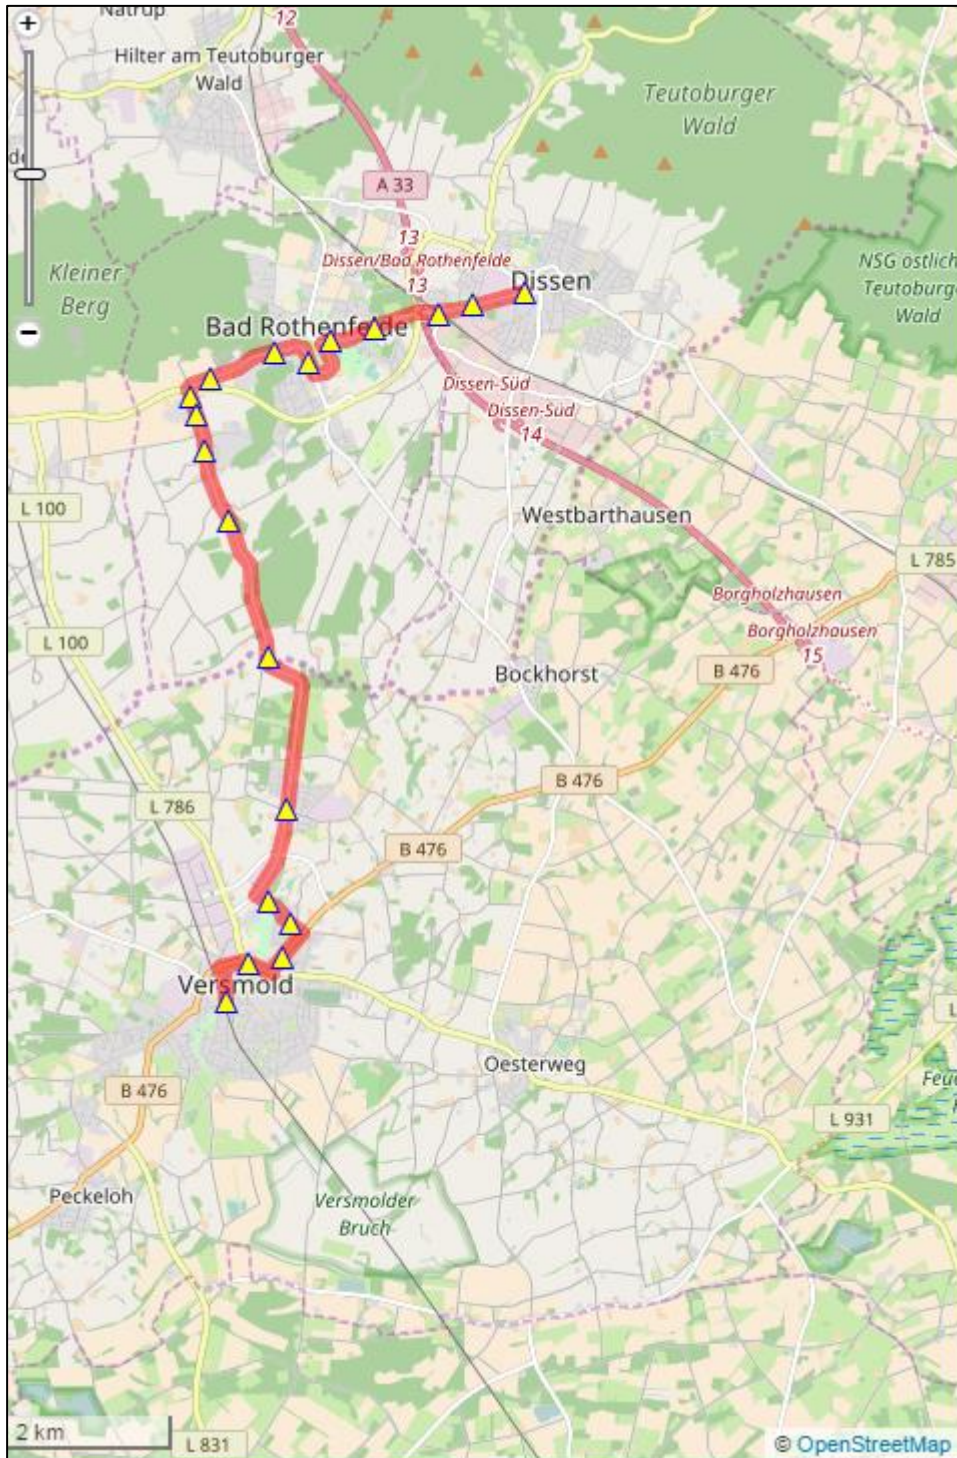 Natrup
12
+
Hilter am Teutoburger
Wald
Teutoburger
Wald
A 33
13
Dissen/Bad Rothenfelde
13
NSG östlich
Teutoburge
Wald
Kleiner
Berg
Dissen
Bad Rothenfelde
−
Dissen-Süd
Dissen-Süd
14
L 100
Westbarthausen
L 785
Borgholzhausen
Borgholzhausen
15
L 100
B 476
Bockhorst
B 476
L 786
B 476
Versmold
Oesterweg
B 476
L 931
Peckeloh
Versmolder
Bruch
2 km
L 831
© OpenStreetMap